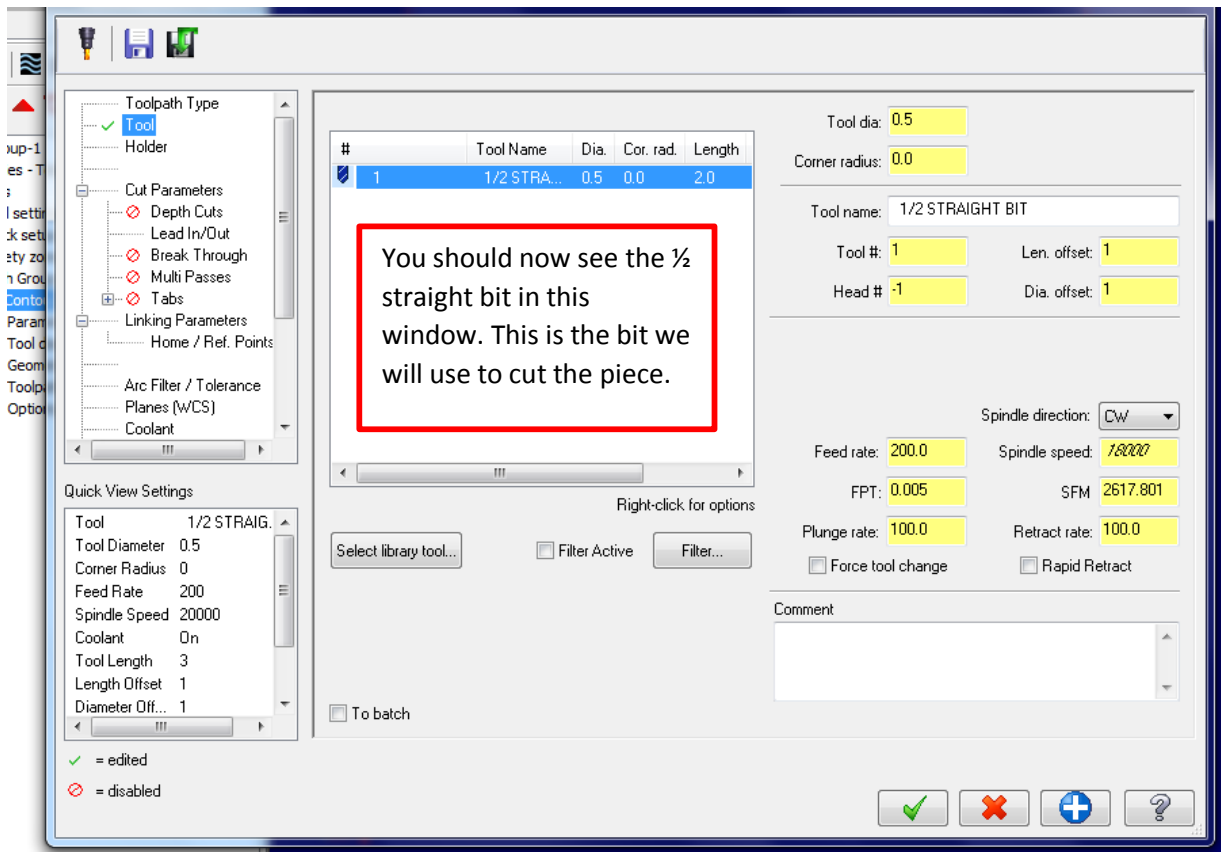 oup-1
es - T
s
l settin
ck setu
ety zo
n Grou
Conto
Param
Tool d
Geom
Toolpa
Option
Toolpath Type
Tool
Holder
Cut Parameters
Depth Cuts
Lead In/Out
Break Through
Multi Passes
Tabs
Linking Parameters
Home / Ref. Points
Arc Filter / Tolerance
Planes (WCS)
Coolant
Quick View Settings
Tool 1/2 STRAIG.
Tool Diameter 0.5
Corner Radius 0
Feed Rate 200
Spindle Speed 20000
Coolant On
Tool Length 3
Length Offset 1
Diameter Off... 1
= edited
= disabled
# Tool Name Dia. Cor. rad. Length
1 1/2 STRA... 0.5 0.0 2.0
You should now see the ½
straight bit in this
window. This is the bit we
will use to cut the piece.
Right-click for options
Select library tool... Filter Active Filter...
To batch
Tool dia: 0.5
Corner radius: 0.0
Tool name: 1/2 STRAIGHT BIT
Tool #: 1 Len. offset: 1
Head # -1 Dia. offset: 1
Spindle direction: CW
Feed rate: 200.0 Spindle speed: 18000
FPT: 0.005 SFM 2617.801
Plunge rate: 100.0 Retract rate: 100.0
Force tool change Rapid Retract
Comment